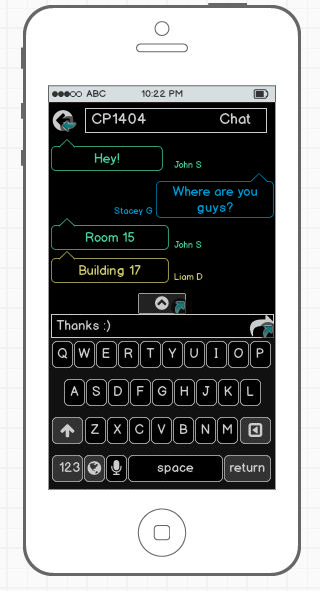 ABC 10:22 PM
CP1404 Chat
Hey!
John S
Where are you
guys?
Stacey G
Room 15
John S
Building 17
Liam D
Thanks :)
Q W E R T Y U I O P
A S D F G H J K L
Z X C V B N M
123 space return